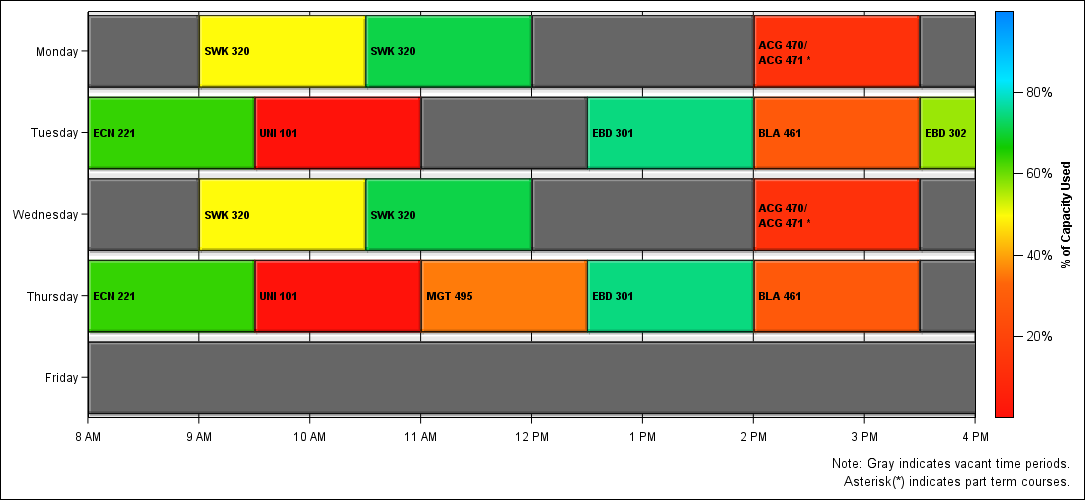 Monday
SWK 320
SWK 320
ACG 470/
ACG 471 *
Tuesday
ECN 221
UNI 101
EBD 301
BLA 461
EBD 302
Wednesday
SWK 320
SWK 320
ACG 470/
ACG 471 *
Thursday
ECN 221
UNI 101
MGT 495
EBD 301
BLA 461
Friday
8 AM
9 AM
10 AM
11 AM
12 PM
1 PM
2 PM
3 PM
4 PM
80%
60%
40%
20%
% of Capacity Used
Note: Gray indicates vacant time periods.
Asterisk(*) indicates part term courses.